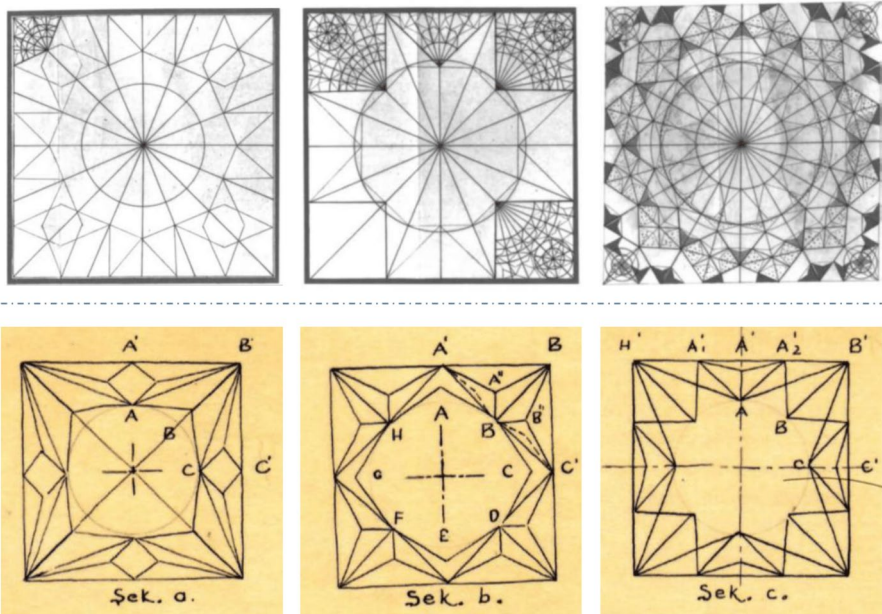 A' B'
A
B
C C'
Şek. a.
A' B
A"
A B"
H B
G C C'
F D
E
Şek. b.
H' A'1 A' A'2 B'
A
B
C' C'
Şek. c.